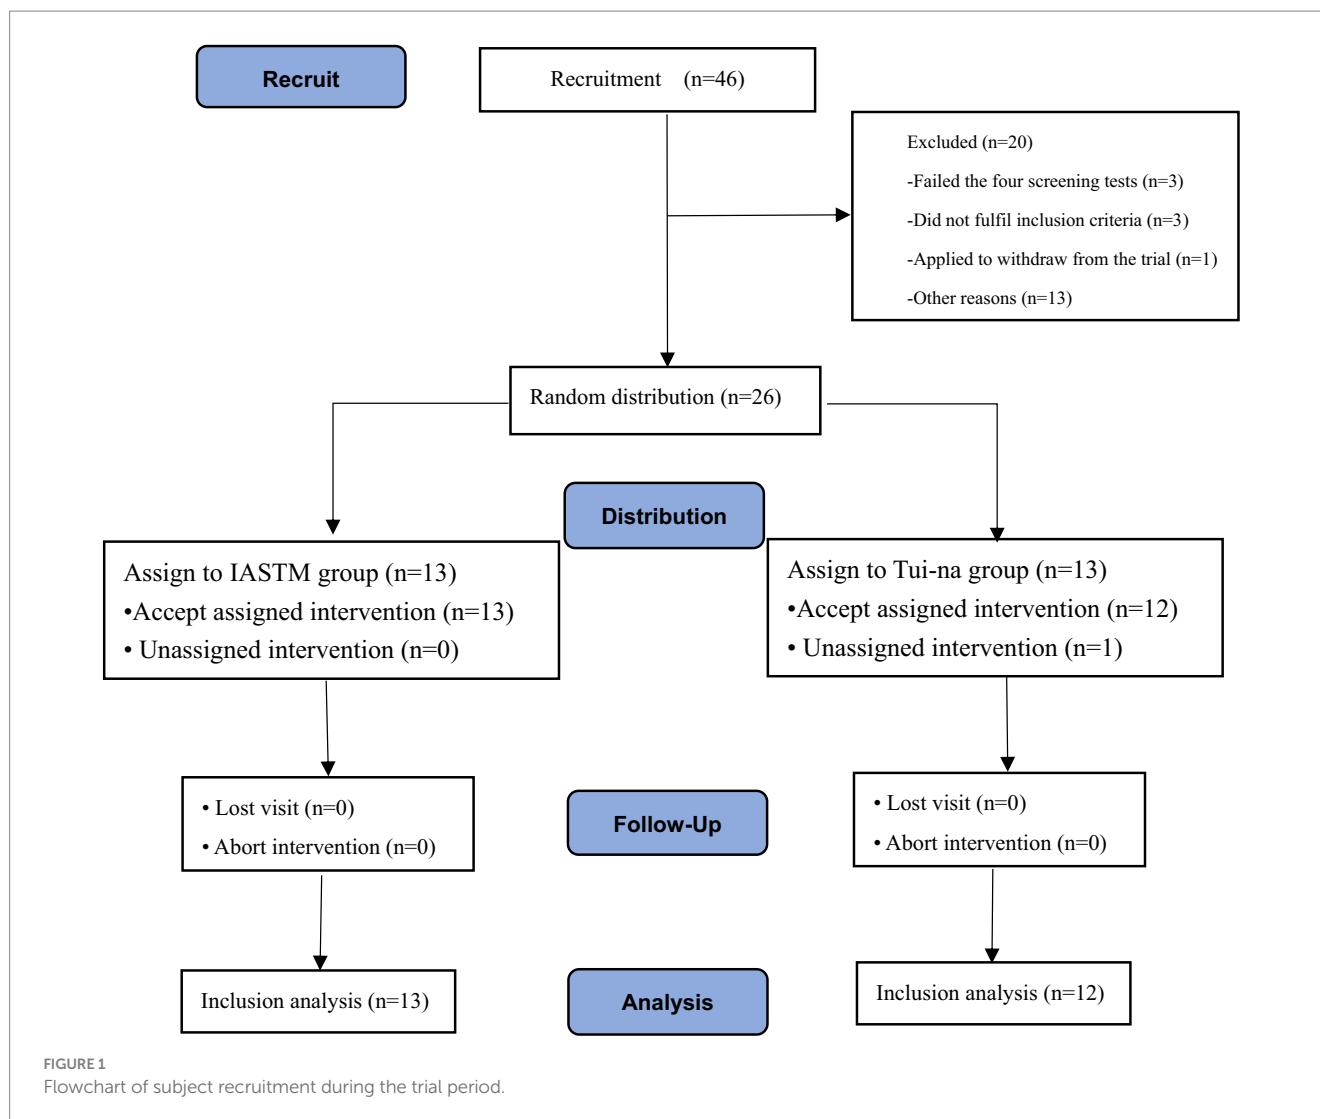 Recruit
Recruitment (n=46)
Excluded (n=20)
-Failed the four screening tests (n=3)
-Did not fulfil inclusion criteria (n=3)
-Applied to withdraw from the trial (n=1)
-Other reasons (n=13)
Random distribution (n=26)
Distribution
Assign to IASTM group (n=13)
•Accept assigned intervention (n=13)
• Unassigned intervention (n=0)
Assign to Tui-na group (n=13)
•Accept assigned intervention (n=12)
• Unassigned intervention (n=1)
• Lost visit (n=0)
• Abort intervention (n=0)
Follow-Up
• Lost visit (n=0)
• Abort intervention (n=0)
Inclusion analysis (n=13)
Analysis
Inclusion analysis (n=12)
FIGURE 1
Flowchart of subject recruitment during the trial period.